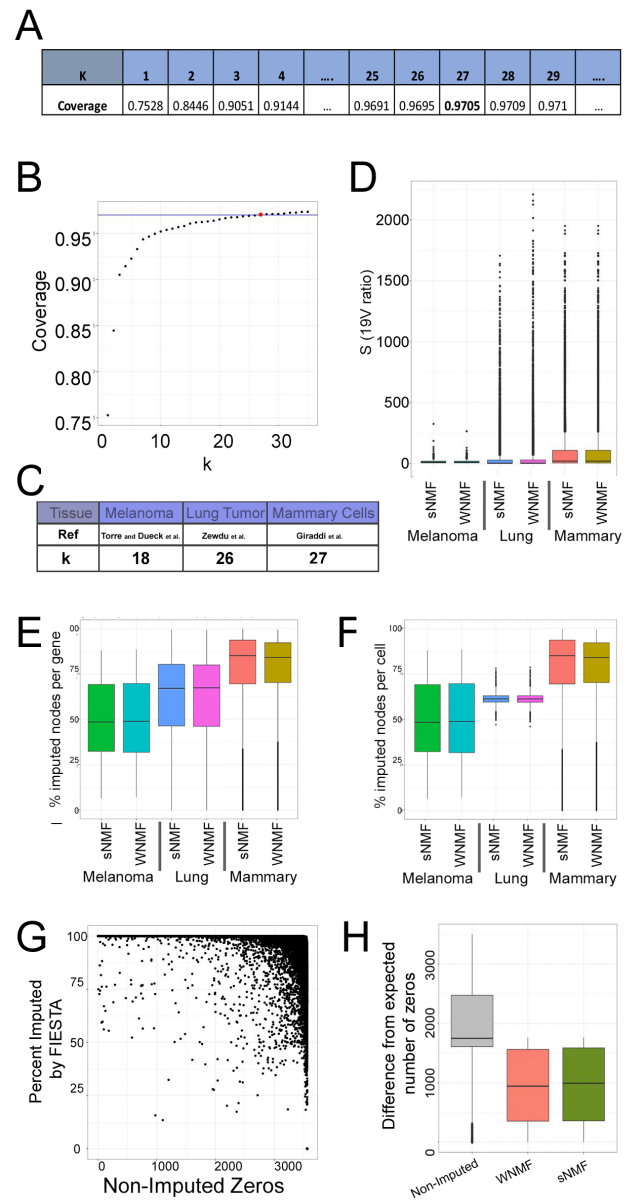 A
K 1 2 3 4 .... 25 26 27 28 29 ....
Coverage 0.7528 0.8446 0.9051 0.9144 ... 0.9691 0.9695 0.9705 0.9709 0.971 ...
B
Coverage
0.95
0.90
0.85
0.80
0.75
0 10 20 30
k
D
S (19V ratio)
2000
1500
1000
500
0
sNMF WNMF sNMF WNMF sNMF WNMF
Melanoma Lung Mammary
C
Tissue Melanoma Lung Tumor Mammary Cells
Ref Torre and Dueck et al. Zewdu et al. Giraddi et al.
k 18 26 27
E
% imputed nodes per gene
00
75
50
25
0
sNMF WNMF sNMF WNMF sNMF WNMF
Melanoma Lung Mammary
F
% imputed nodes per cell
100
75
50
25
0
sNMF WNMF sNMF WNMF sNMF WNMF
Melanoma Lung Mammary
G
Percent Imputed
by FIESTA
100
75
50
25
0
0 1000 2000 3000
Non-Imputed Zeros
H
Difference from expected
number of zeros
3000
2000
1000
0
Non-Imputed WNMF sNMF